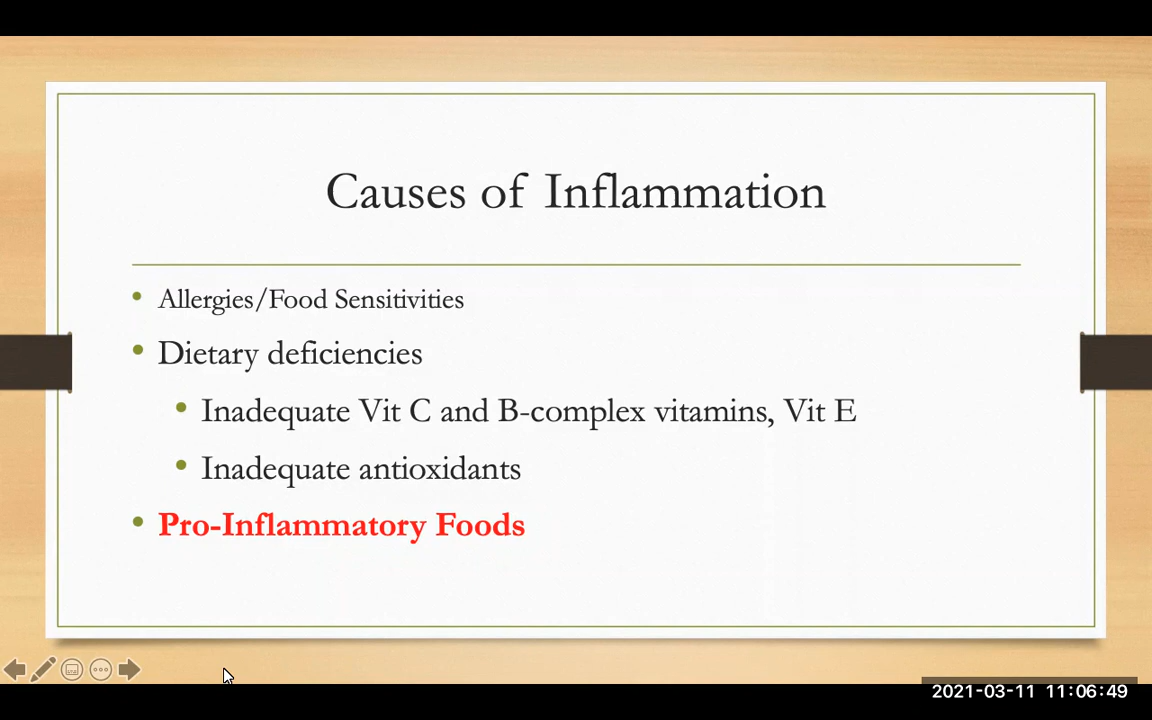 Causes of Inflammation
Allergies/Food Sensitivities
Dietary deficiencies
Inadequate Vit C and B-complex vitamins, Vit E
Inadequate antioxidants
Pro-Inflammatory Foods
2021-03-11 11:06:49